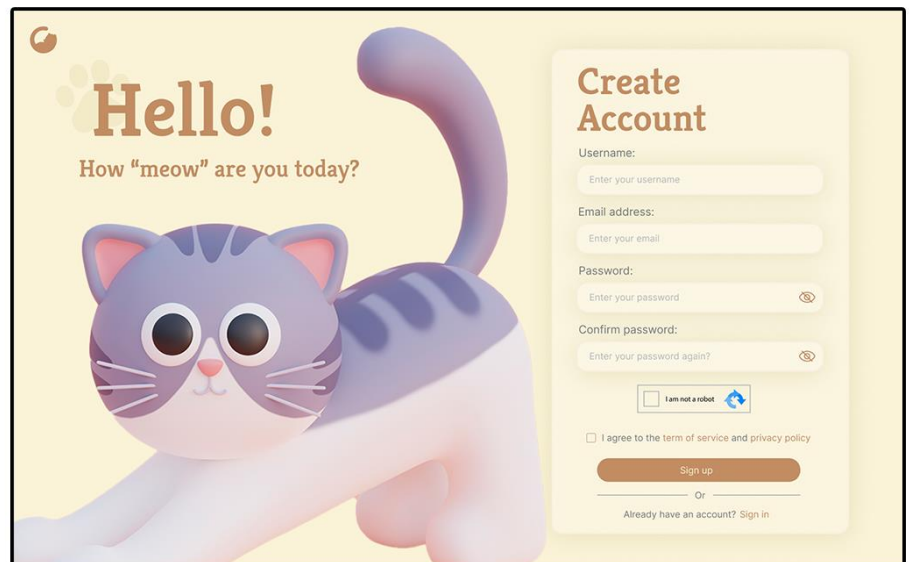 Hello!
How “meow” are you today?
Create
Account
Username:
Enter your username
Email address:
Enter your email
Password:
Enter your password
Confirm password:
Enter your password again?
I am not a robot
I agree to the term of service and privacy policy
Sign up
Or
Already have an account? Sign in